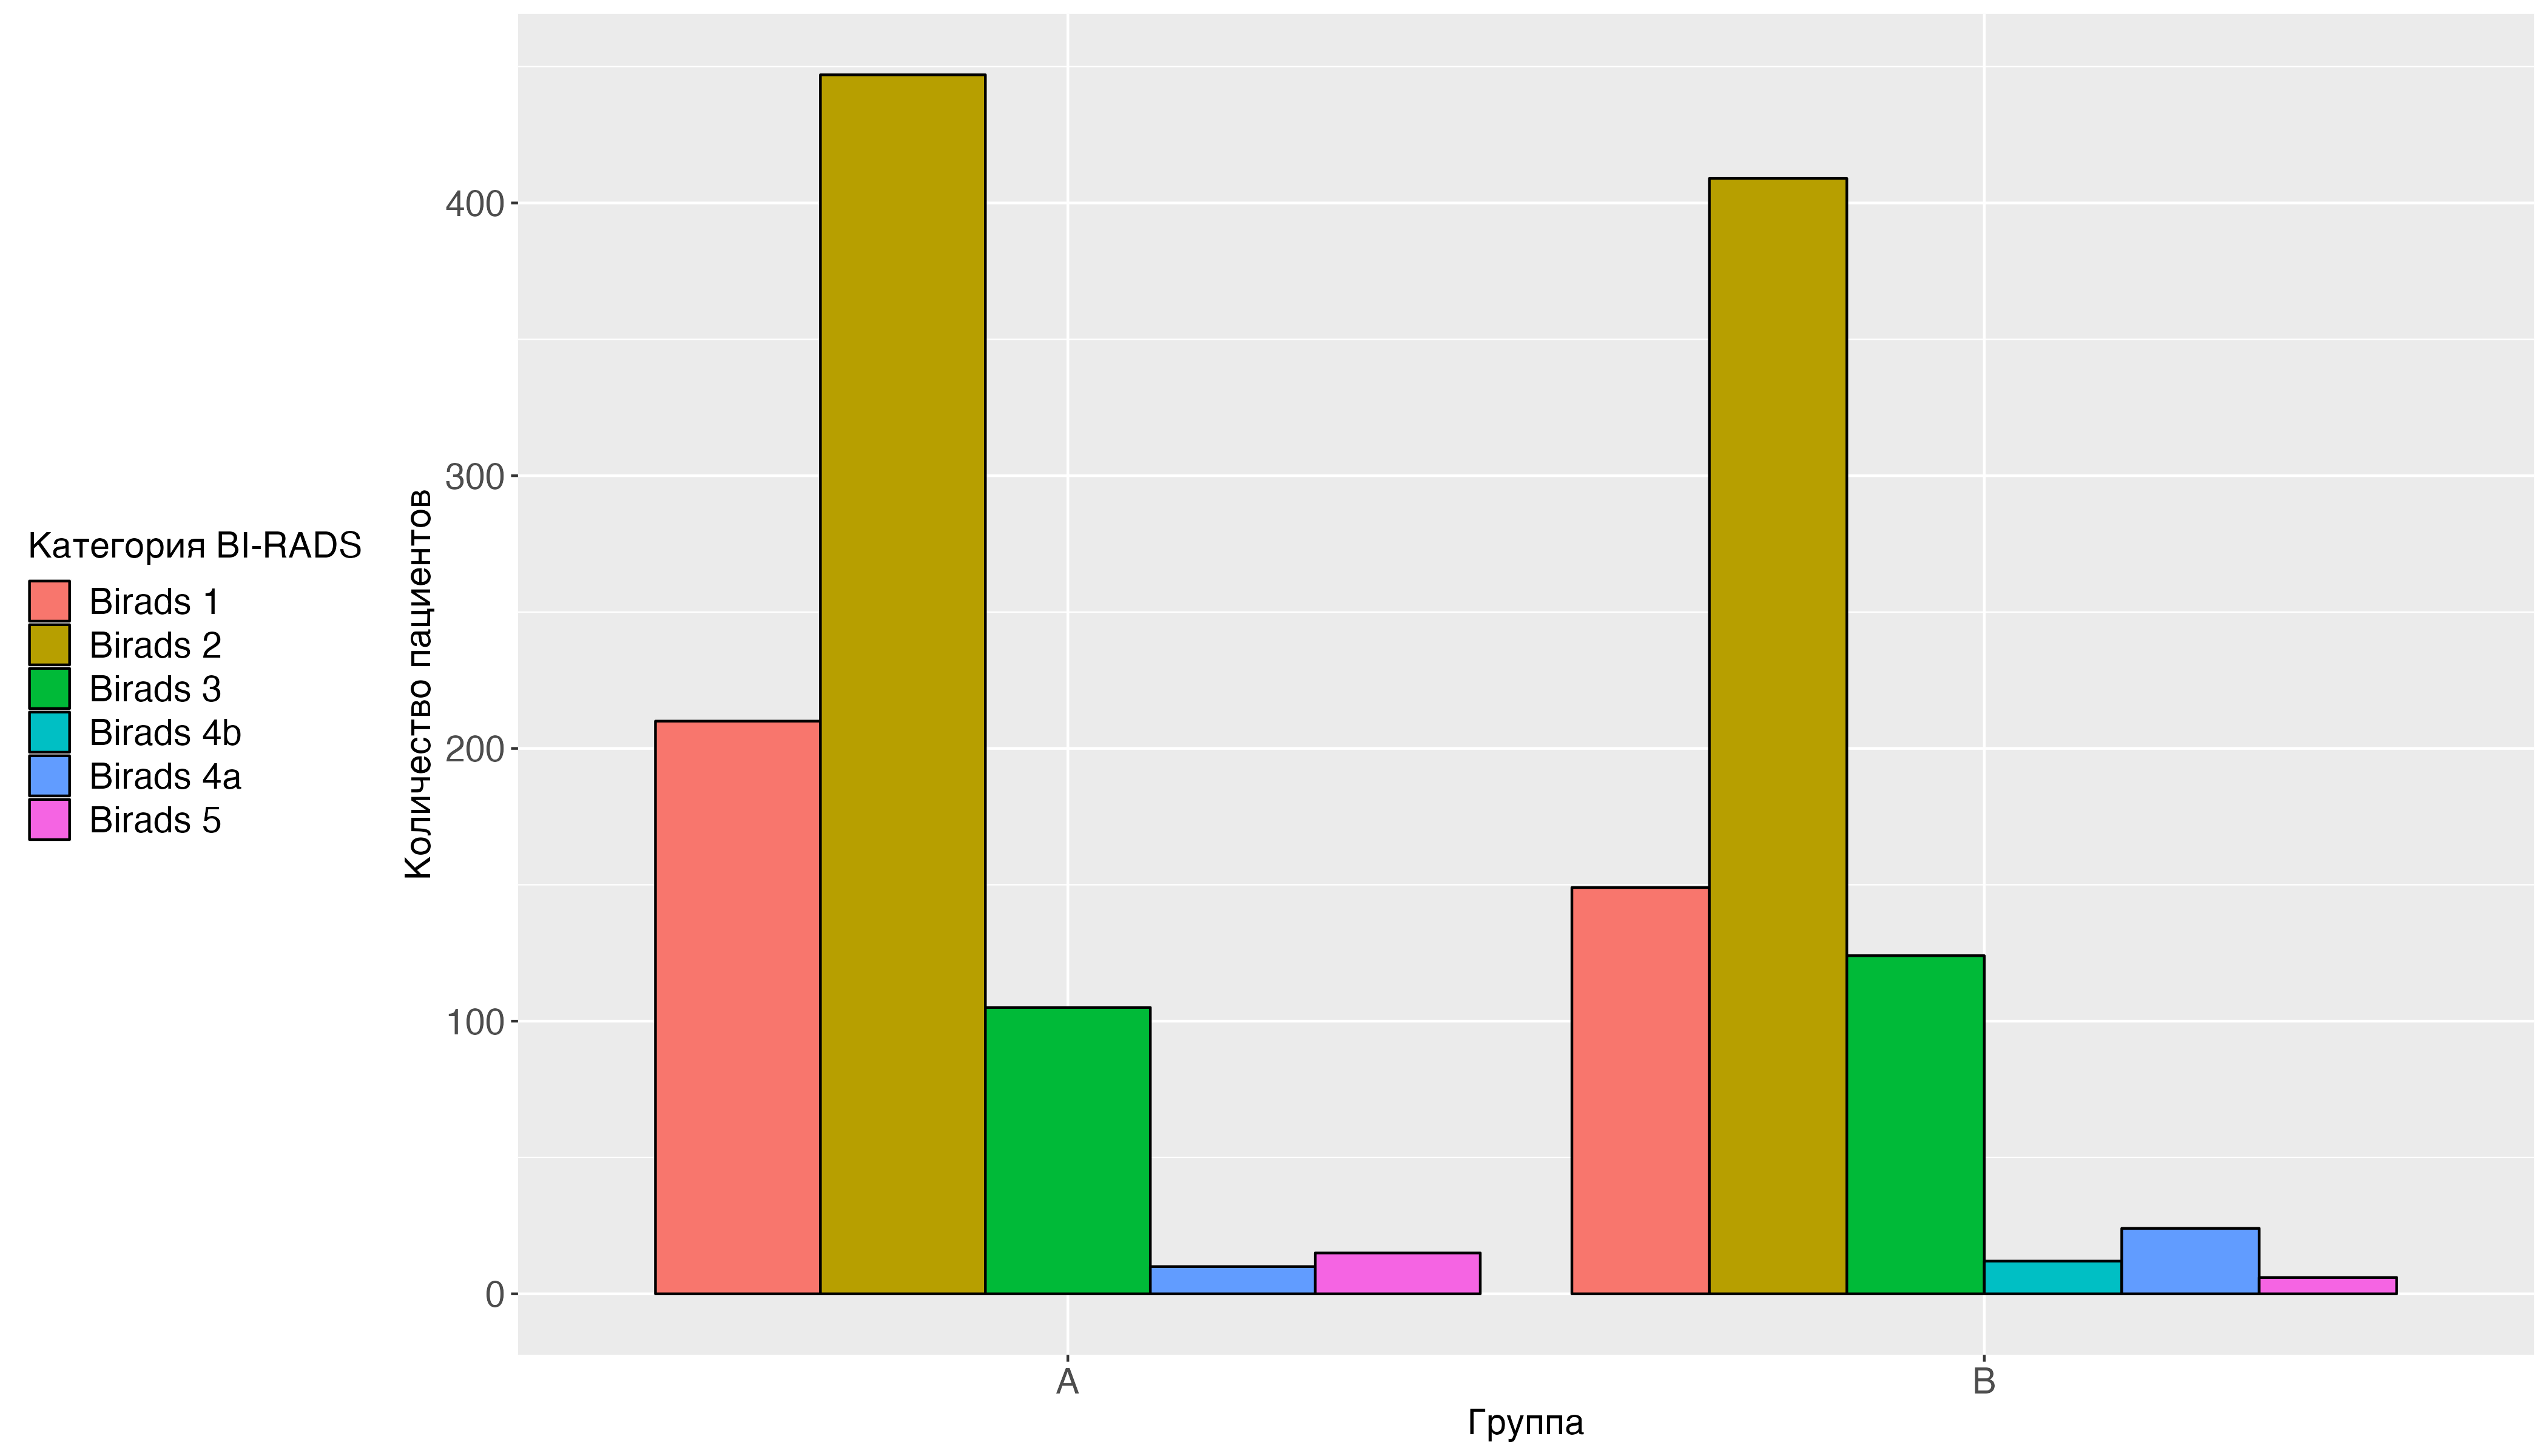 Категория BI-RADS
Birads 1
Birads 2
Birads 3
Birads 4b
Birads 4a
Birads 5
Количество пациентов
400
300
200
100
0
A
B
Группа